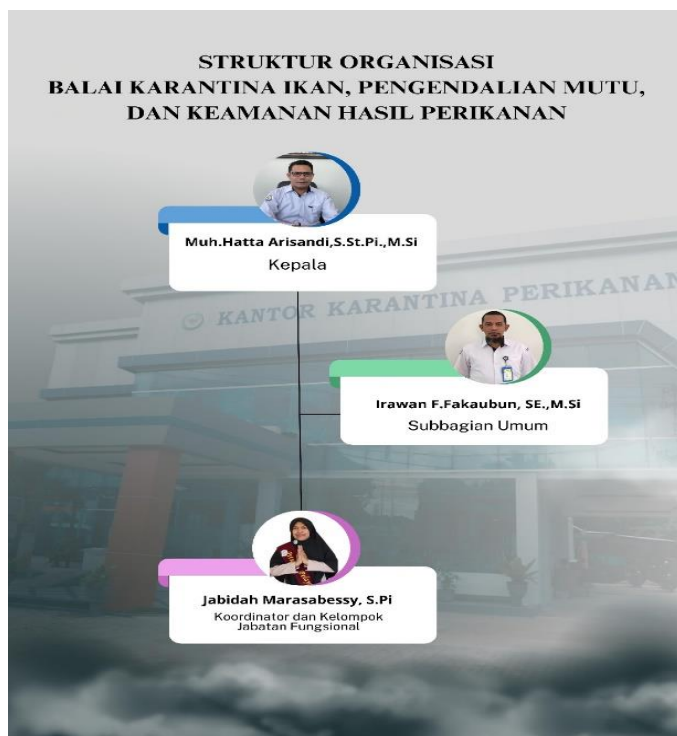 STRUKTUR ORGANISASI
BALAI KARANTINA IKAN, PENGENDALIAN MUTU,
DAN KEAMANAN HASIL PERIKANAN
Muh.Hatta Arisandi,S.St.Pi.,M.Si
Kepala
KANTOR KARANTINA PERIKANAN
Irawan F.Fakaubun, SE.,M.Si
Subbagian Umum
Jabidah Marasabessy, S.Pi
Koordinator dan Kelompok
Jabatan Fungsional